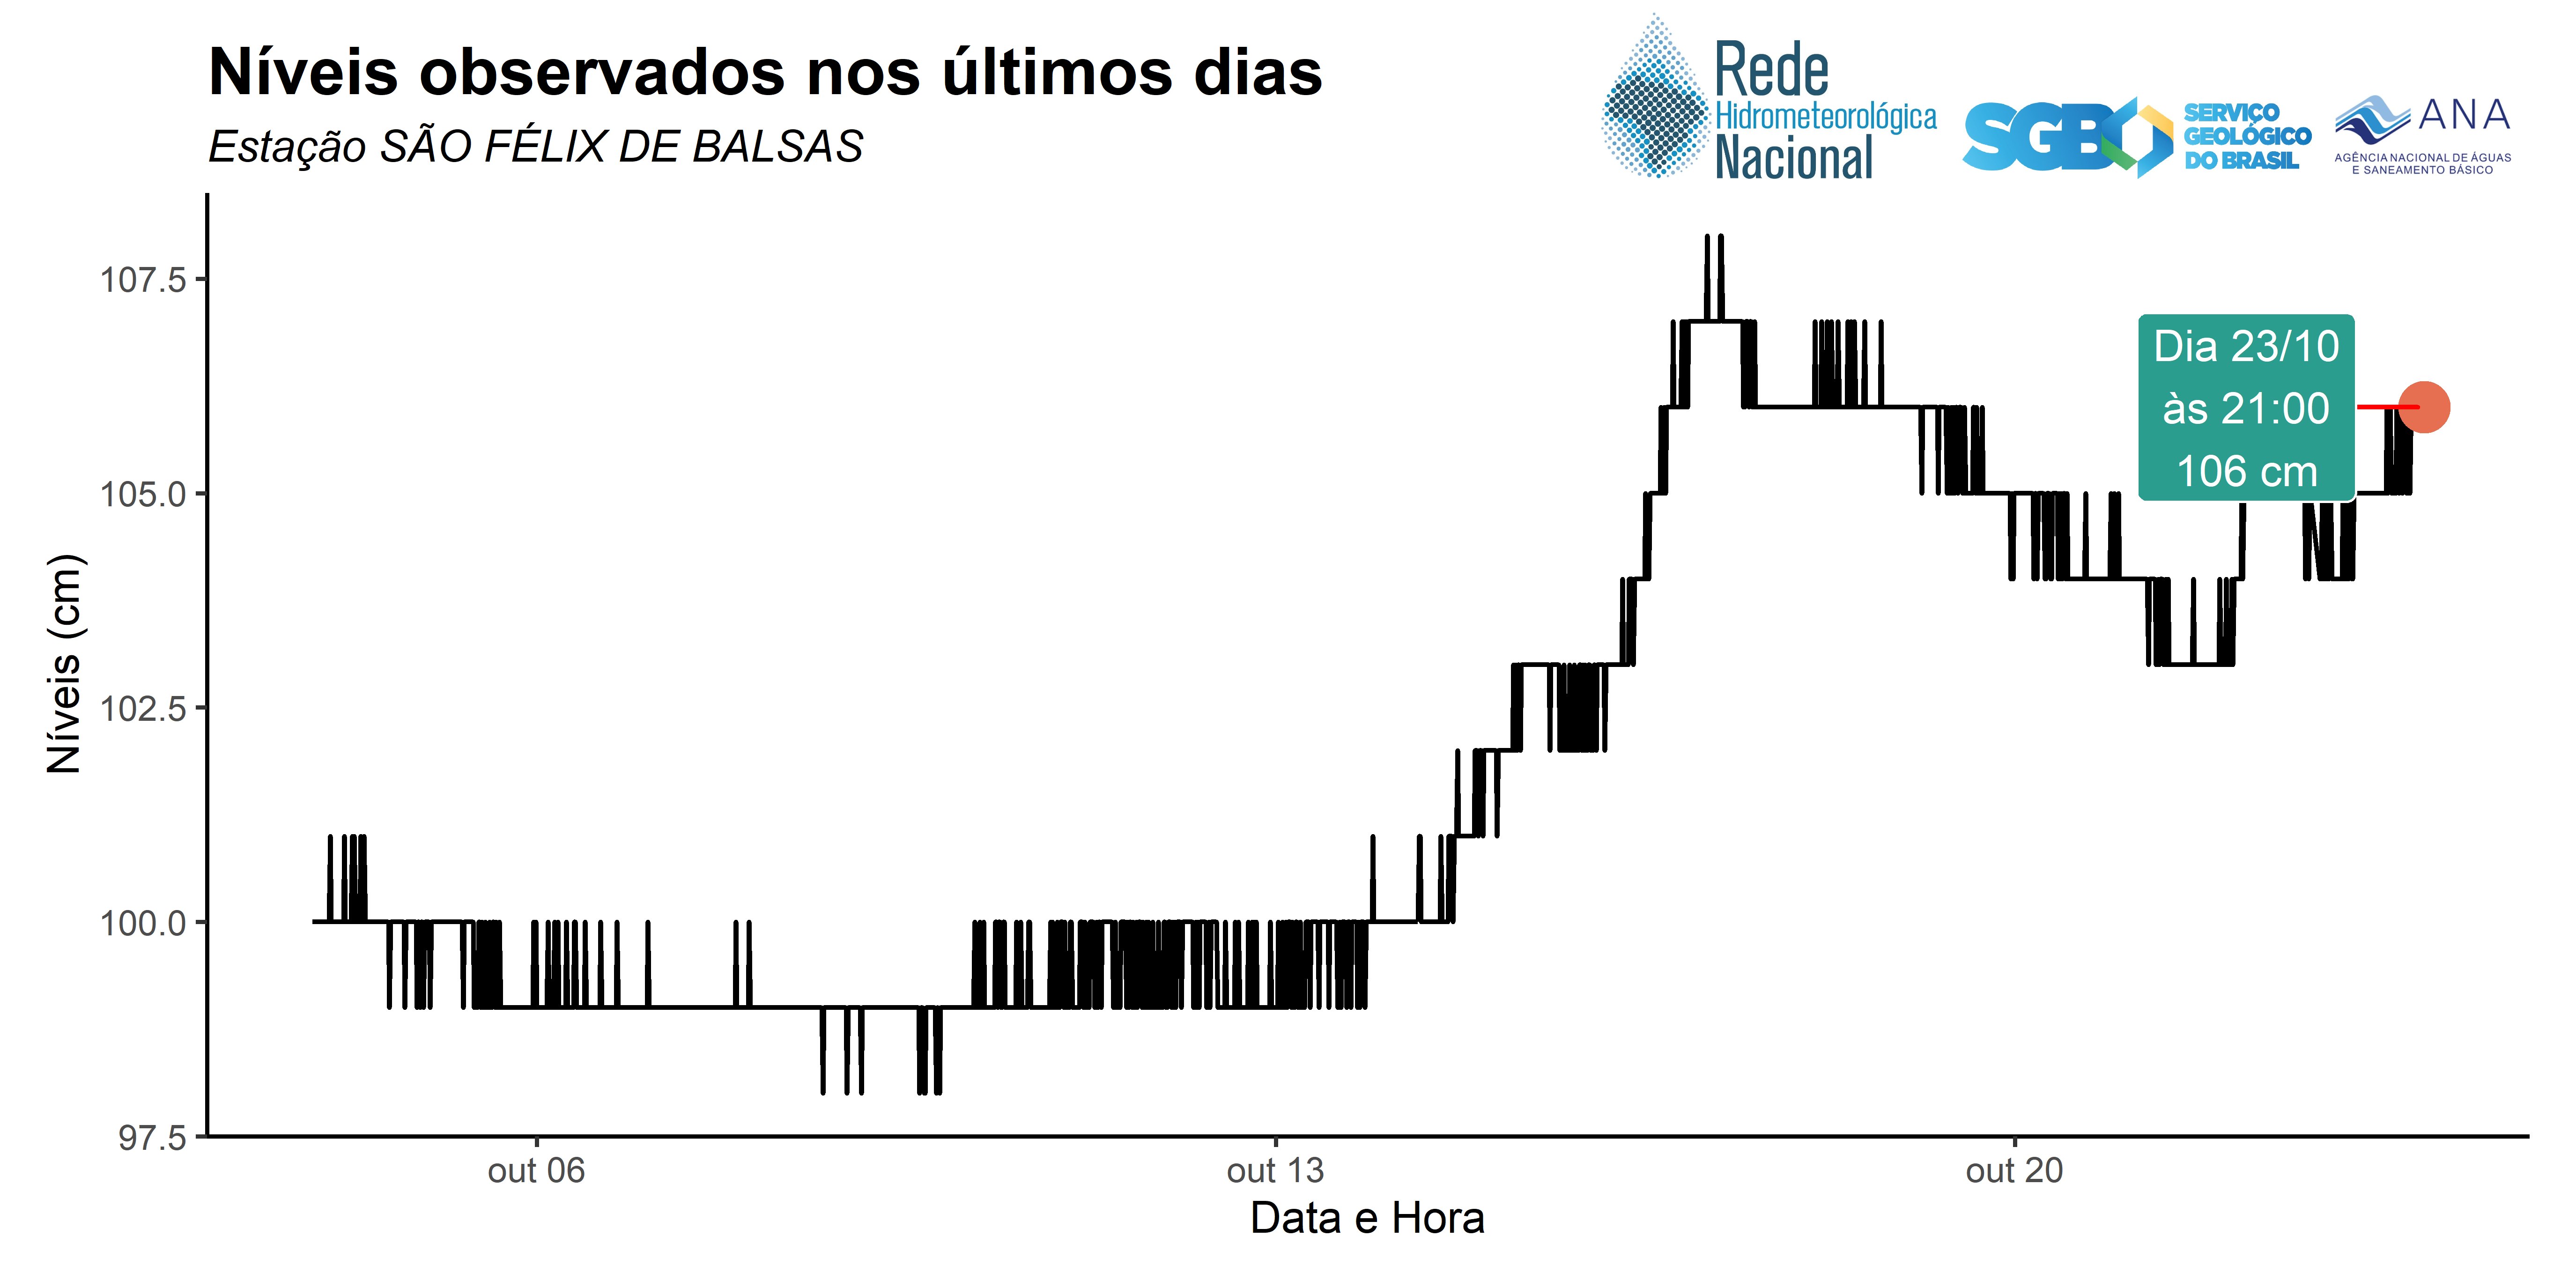 Níveis observados nos últimos dias
Estação SÃO FÉLIX DE BALSAS
Rede
Hidrometeorológica
Nacional
SGB
SERVIÇO
GEOLÓGICO
DO BRASIL
ANA
AGÊNCIA NACIONAL DE ÁGUAS
E SANEAMENTO BÁSICO
Níveis (cm)
107.5
105.0
102.5
100.0
97.5
Dia 23/10
às 21:00
106 cm
out 06
out 13
out 20
Data e Hora